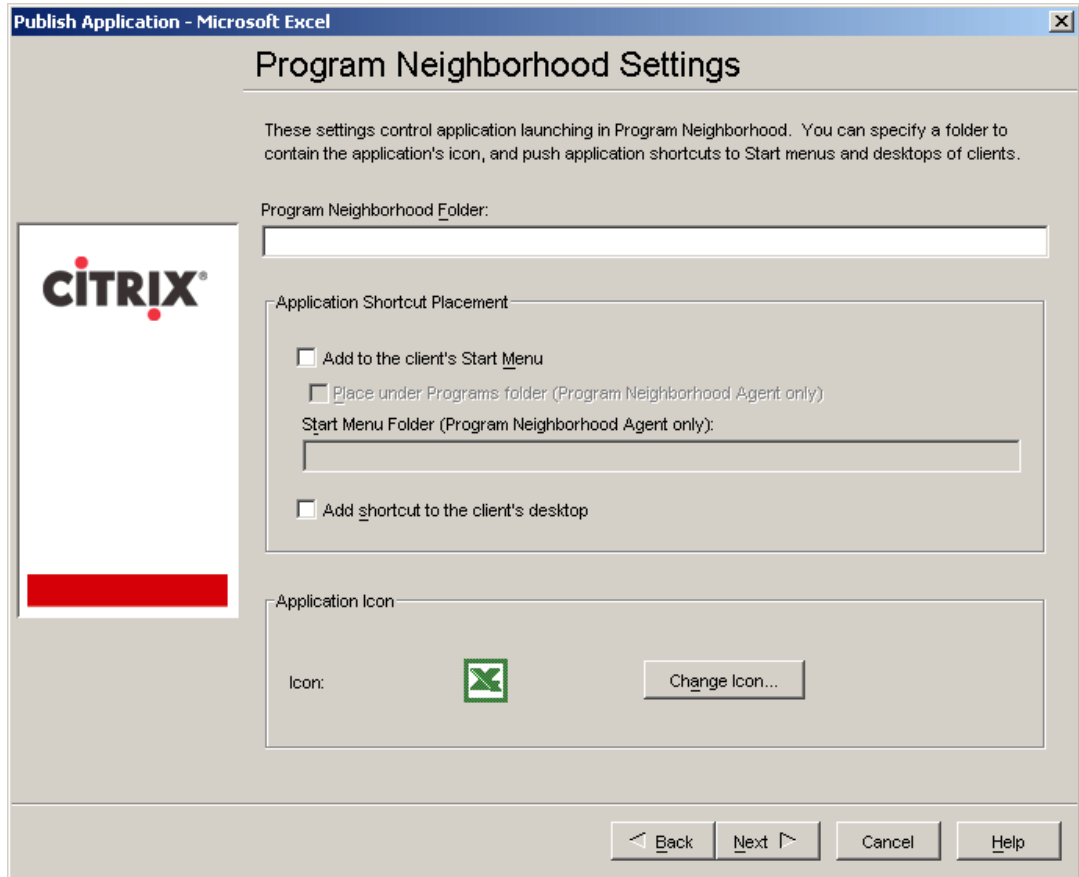 Publish Application - Microsoft Excel
Program Neighborhood Settings
These settings control application launching in Program Neighborhood. You can specify a folder to
contain the application's icon, and push application shortcuts to Start menus and desktops of clients.
Program Neighborhood Folder:
CITRIX®
Application Shortcut Placement
Add to the client's Start Menu
Place under Programs folder (Program Neighborhood Agent only)
Start Menu Folder (Program Neighborhood Agent only):
Add shortcut to the client's desktop
Application Icon
Icon:
Change Icon...
Back Next Cancel Help